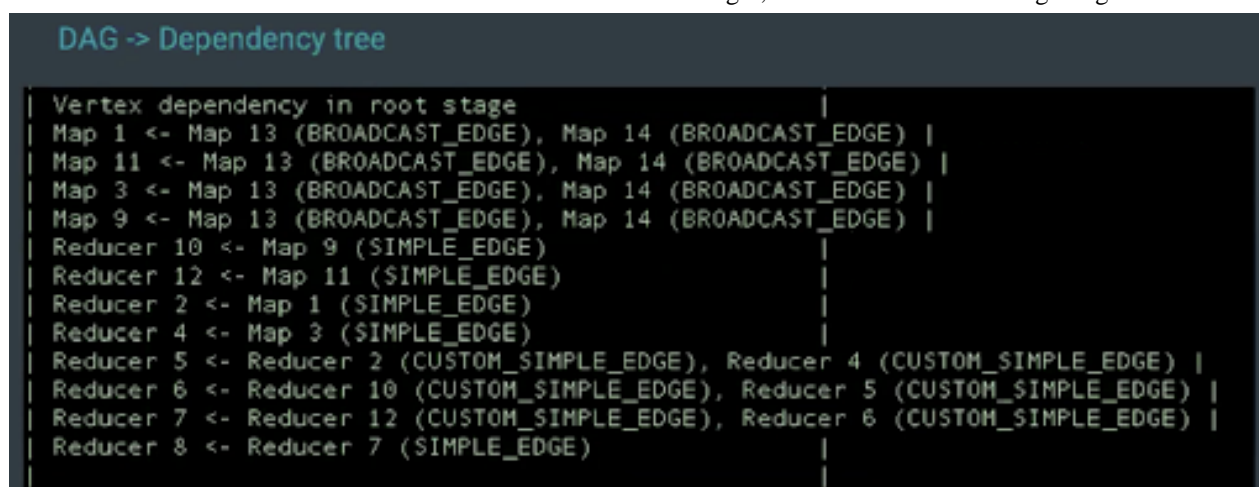 DAG -> Dependency tree
| Vertex dependency in root stage |
| Map 1 <- Map 13 (BROADCAST_EDGE), Map 14 (BROADCAST_EDGE) |
| Map 11 <- Map 13 (BROADCAST_EDGE), Map 14 (BROADCAST_EDGE) |
| Map 3 <- Map 13 (BROADCAST_EDGE), Map 14 (BROADCAST_EDGE) |
| Map 9 <- Map 13 (BROADCAST_EDGE), Map 14 (BROADCAST_EDGE) |
| Reducer 10 <- Map 9 (SIMPLE_EDGE) |
| Reducer 12 <- Map 11 (SIMPLE_EDGE) |
| Reducer 2 <- Map 1 (SIMPLE_EDGE) |
| Reducer 4 <- Map 3 (SIMPLE_EDGE) |
| Reducer 5 <- Reducer 2 (CUSTOM_SIMPLE_EDGE), Reducer 4 (CUSTOM_SIMPLE_EDGE) |
| Reducer 6 <- Reducer 10 (CUSTOM_SIMPLE_EDGE), Reducer 5 (CUSTOM_SIMPLE_EDGE) |
| Reducer 7 <- Reducer 12 (CUSTOM_SIMPLE_EDGE), Reducer 6 (CUSTOM_SIMPLE_EDGE) |
| Reducer 8 <- Reducer 7 (SIMPLE_EDGE) |